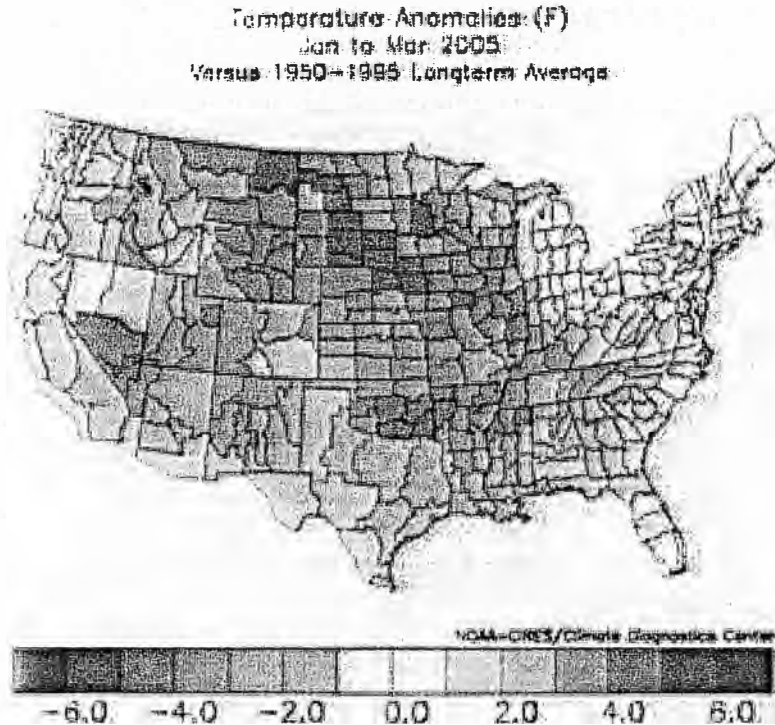 Temperature Anomalies (F)
Jan to Mar 2005
Versus 1950-1995 Longterm Average
NOAA-CIRES/Climate Diagnostics Center
-6.0 -4.0 -2.0 0.0 2.0 4.0 6.0